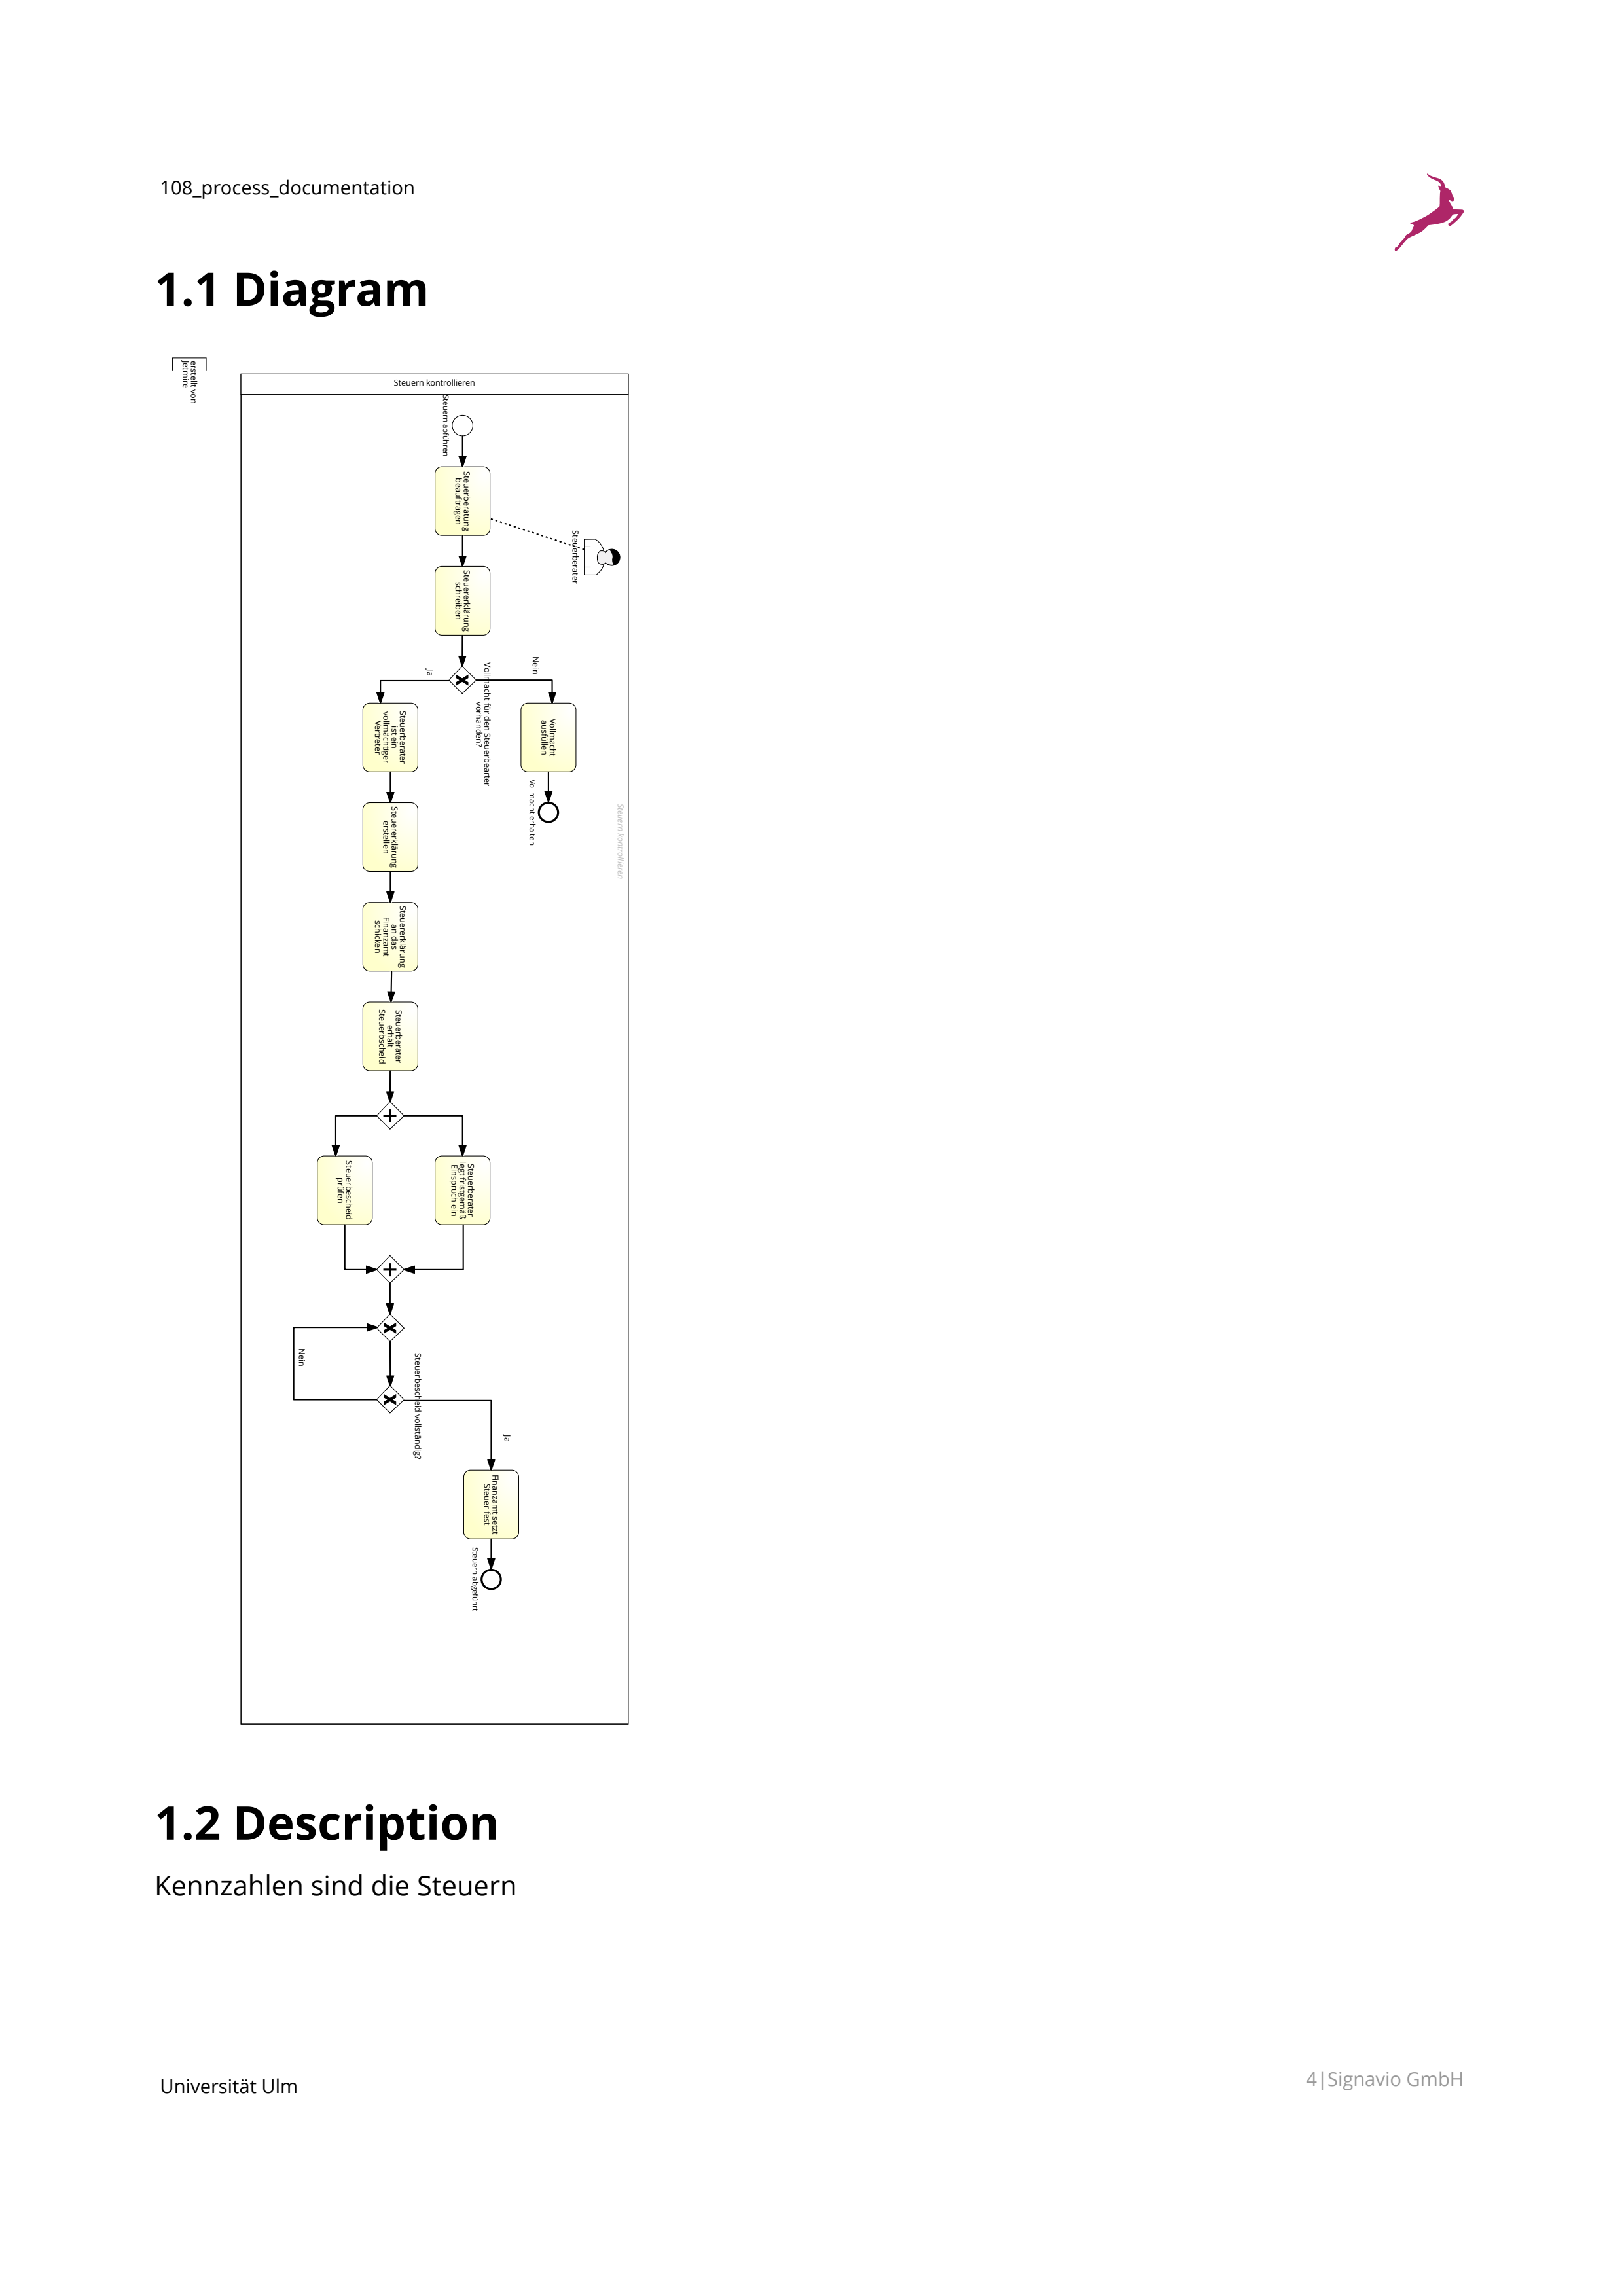 108_process_documentation
1.1 Diagram
erstellt von
Jetmire
Steuern kontrollieren
Steuern abführen
Steuerberatung
beauftragen
Steuerberater
Steuererklärung
schreiben
Vollmacht für den Steuerbearter
vorhanden?
Nein
Ja
Vollmacht
ausfüllen
Vollmacht erhalten
Steuern kontrollieren
Steuerberater
ist ein
vollmächtiger
Vertreter
Steuererklärung
erstellen
Steuererklärung
an das
Finanzamt
schicken
Steuerberater
erhält
Steuerbscheid
Steuerberater
legt fristgemäß
Einspruch ein
Steuerbescheid
prüfen
Nein
Steuerbescheid vollständig?
Ja
Finanzamt setzt
Steuer fest
Steuern abgeführt
1.2 Description
Kennzahlen sind die Steuern
Universität Ulm
4|Signavio GmbH